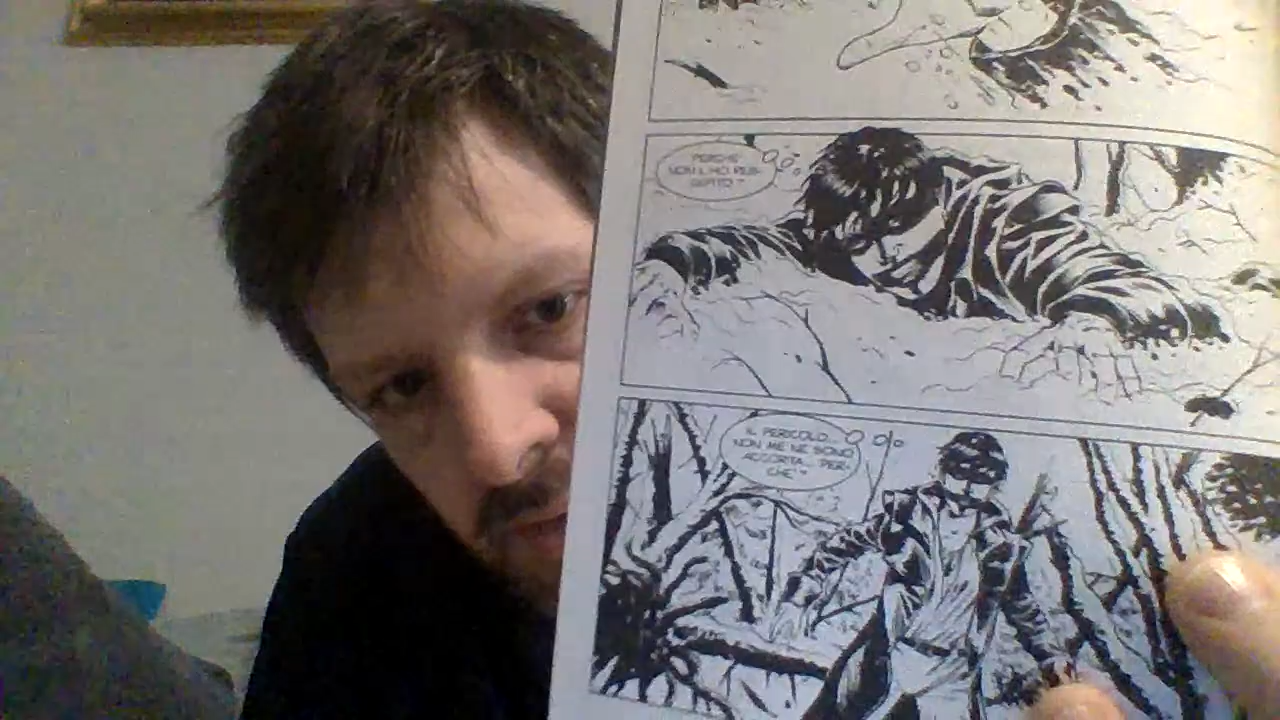 PERCHÉ
NON L'HO PER-
CEPITO?
IL PERICOLO...
NON ME NE SONO
ACCORTA... PER-
CHÉ?